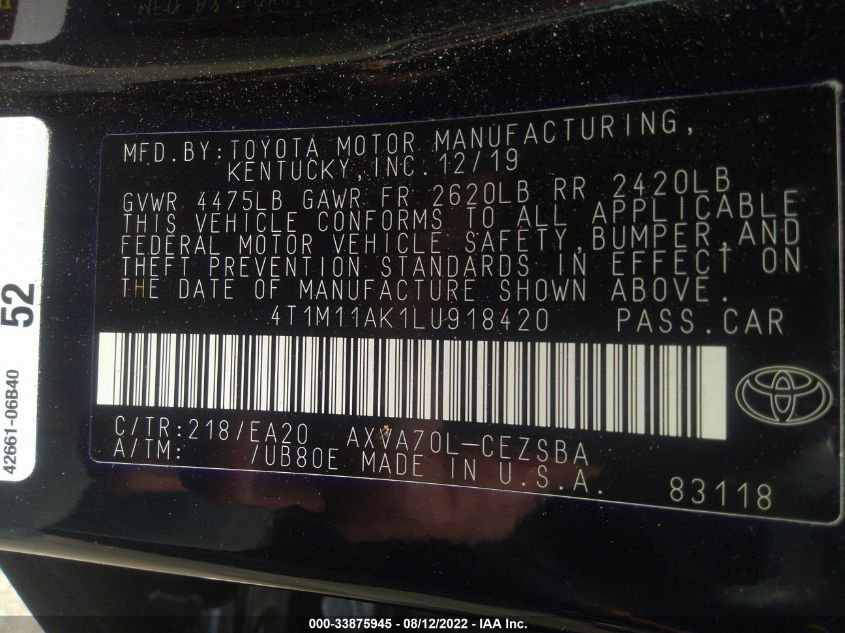 MFD.BY:TOYOTA MOTOR MANUFACTURING,
KENTUCKY,INC.12/19
GVWR 4475LB GAWR FR 2620LB RR 2420LB
THIS VEHICLE CONFORMS TO ALL APPLICABLE
FEDERAL MOTOR VEHICLE SAFETY,BUMPER,AND
THEFT PREVENTION STANDARDS IN EFFECT ON
THE DATE OF MANUFACTURE SHOWN ABOVE.
4T1M11AK1LU918420 PASS.CAR
C/TR:218/EA20 AXVA70L-CEZSBA
A/TM: /UB80E MADE IN U.S.A.
83118
52
42661-06B40
000-33875945 - 08/12/2022 - IAA Inc.